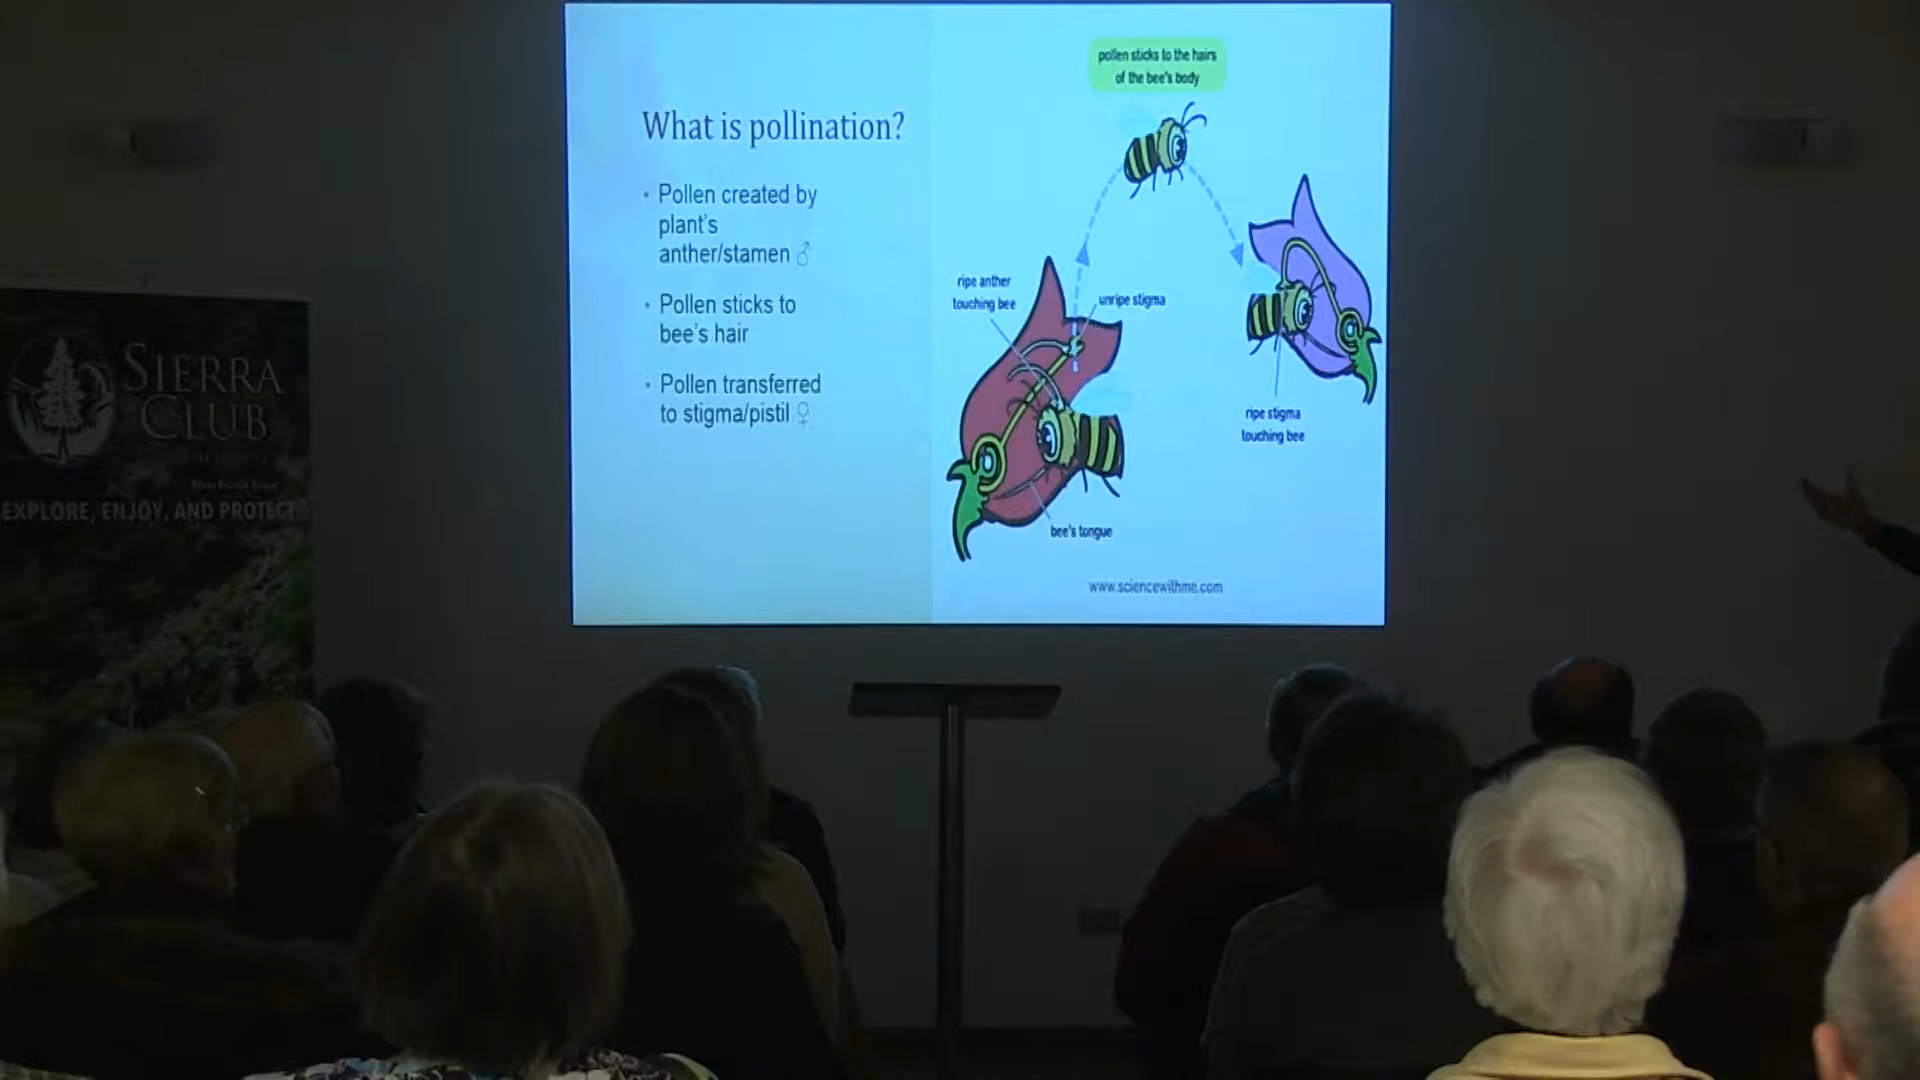 What is pollination?
• Pollen created by
plant's
anther/stamen ♂
• Pollen sticks to
bee's hair
• Pollen transferred
to stigma/pistil ♀
pollen sticks to the hairs
of the bee's body
ripe anther
touching bee
unripe stigma
bee's tongue
ripe stigma
touching bee
www.sciencewithme.com
SIERRA
CLUB
EXPLORE, ENJOY, AND PROTECT